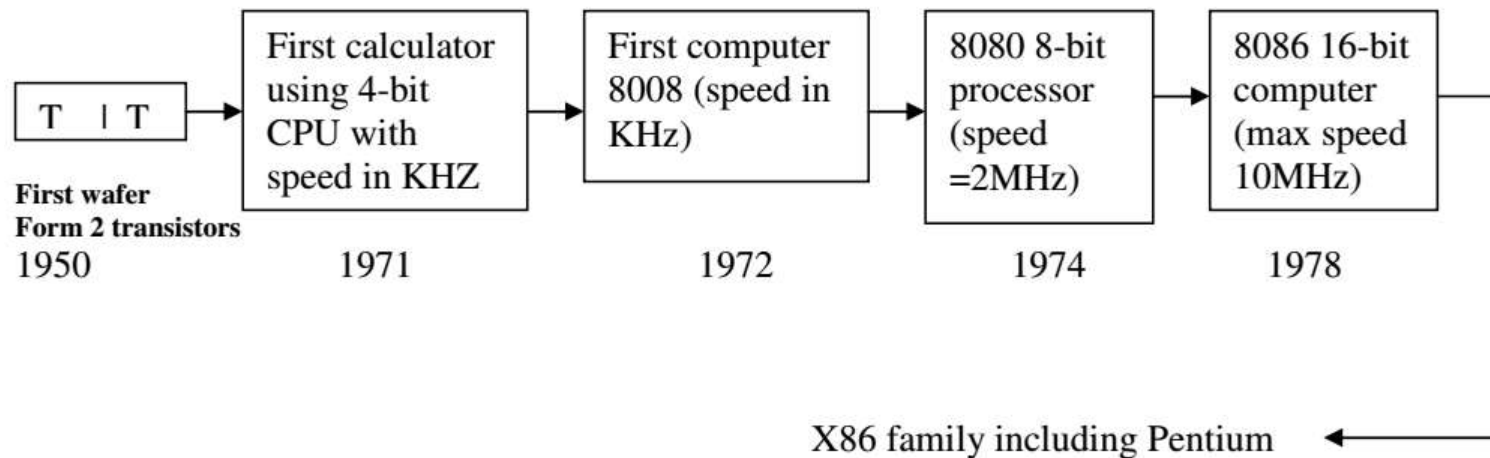 T | T
First wafer
Form 2 transistors
1950
First calculator
using 4-bit
CPU with
speed in KHZ
1971
First computer
8008 (speed in
KHz)
1972
8080 8-bit
processor
(speed
=2MHz)
1974
8086 16-bit
computer
(max speed
10MHz)
1978
X86 family including Pentium